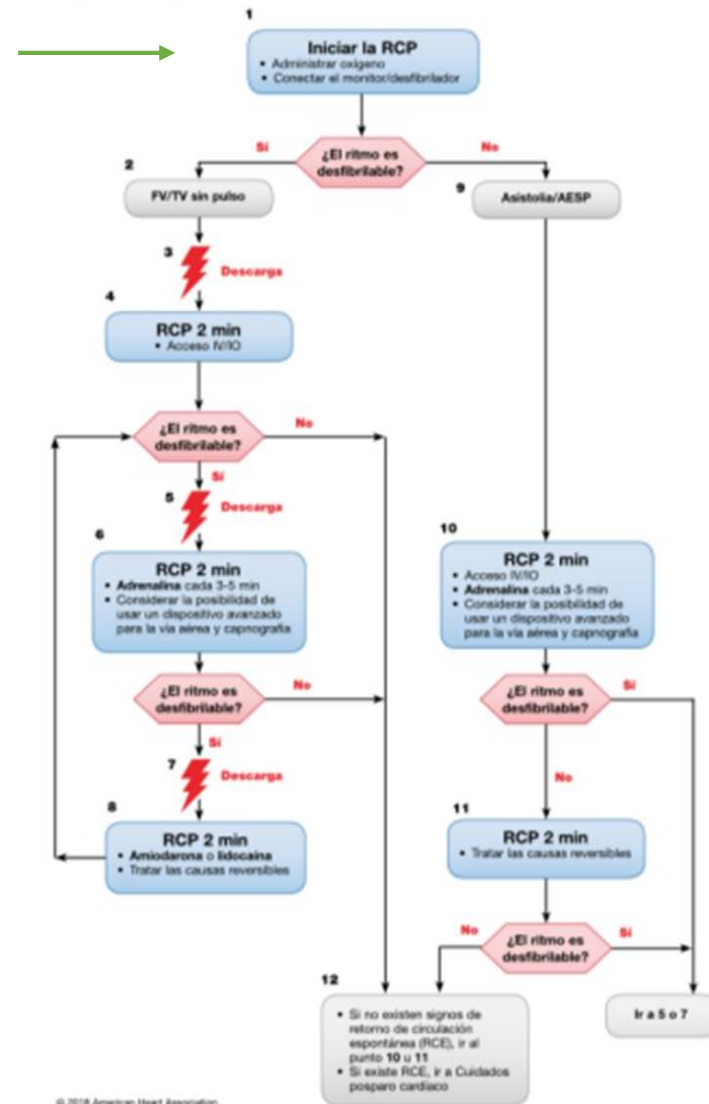 1
Iniciar la RCP
• Administrar oxígeno
• Conectar el monitor/desfibrilador
¿El ritmo es
desfibrilable?
Sí
No
2
FV/TV sin pulso
9
Asistolia/AESP
3
Descarga
4
RCP 2 min
• Acceso IV/IO
¿El ritmo es
desfibrilable?
No
Sí
5
Descarga
6
RCP 2 min
• Adrenalina cada 3-5 min
• Considerar la posibilidad de
usar un dispositivo avanzado
para la vía aérea y capnografía
¿El ritmo es
desfibrilable?
No
Sí
7
Descarga
8
RCP 2 min
• Amiodarona o lidocaína
• Tratar las causas reversibles
10
RCP 2 min
• Acceso IV/IO
• Adrenalina cada 3-5 min
• Considerar la posibilidad de
usar un dispositivo avanzado
para la vía aérea y capnografía
¿El ritmo es
desfibrilable?
Sí
No
11
RCP 2 min
• Tratar las causas reversibles
No
¿El ritmo es
desfibrilable?
Sí
12
• Si no existen signos de
retorno de circulación
espontánea (RCE), ir al
punto 10 u 11
• Si existe RCE, ir a Cuidados
posparo cardíaco
Ir a 5 o 7
© 2018 American Heart Association